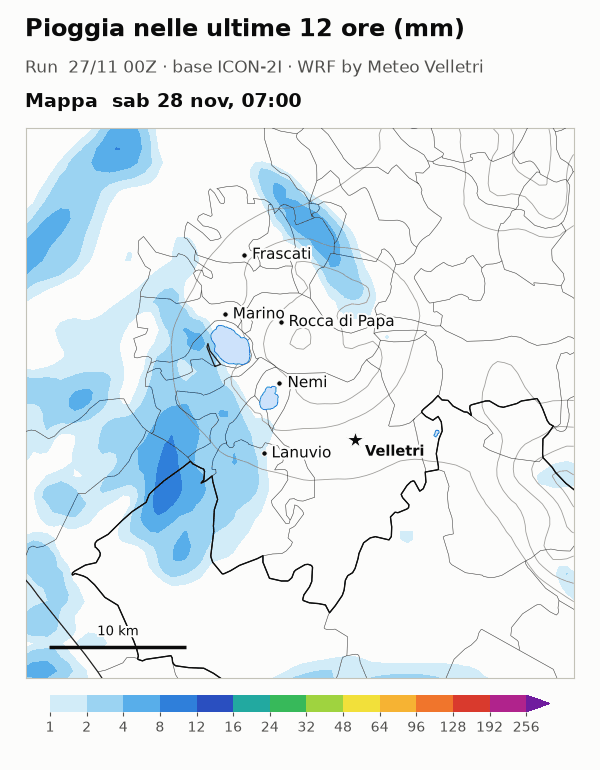 Pioggia nelle ultime 12 ore (mm)
Run 27/11 00Z · base ICON-2I · WRF by Meteo Velletri
Mappa sab 28 nov, 07:00
Frascati
Marino
Rocca di Papa
Nemi
Velletri
Lanuvio
10 km
1 2 4 8 12 16 24 32 48 64 96 128 192 256